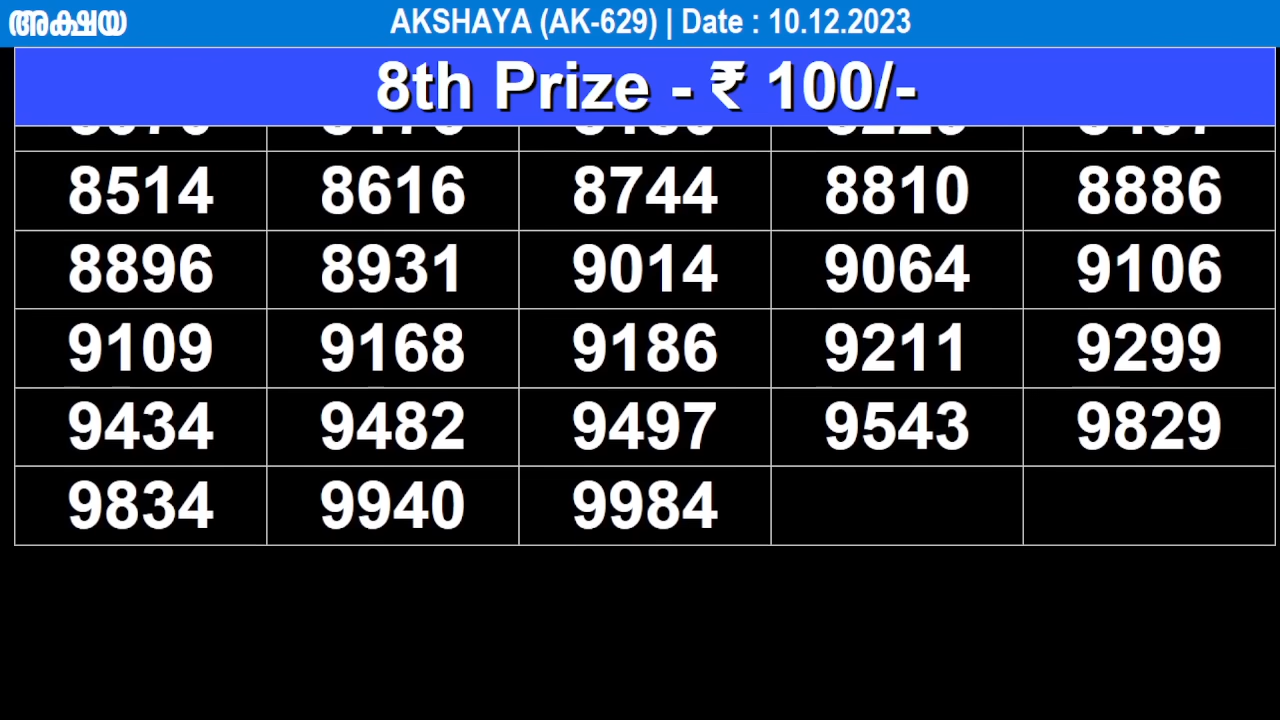 അക്ഷയ AKSHAYA (AK-629) | Date : 10.12.2023
8th Prize - ₹ 100/-
8514 8616 8744 8810 8886
8896 8931 9014 9064 9106
9109 9168 9186 9211 9299
9434 9482 9497 9543 9829
9834 9940 9984